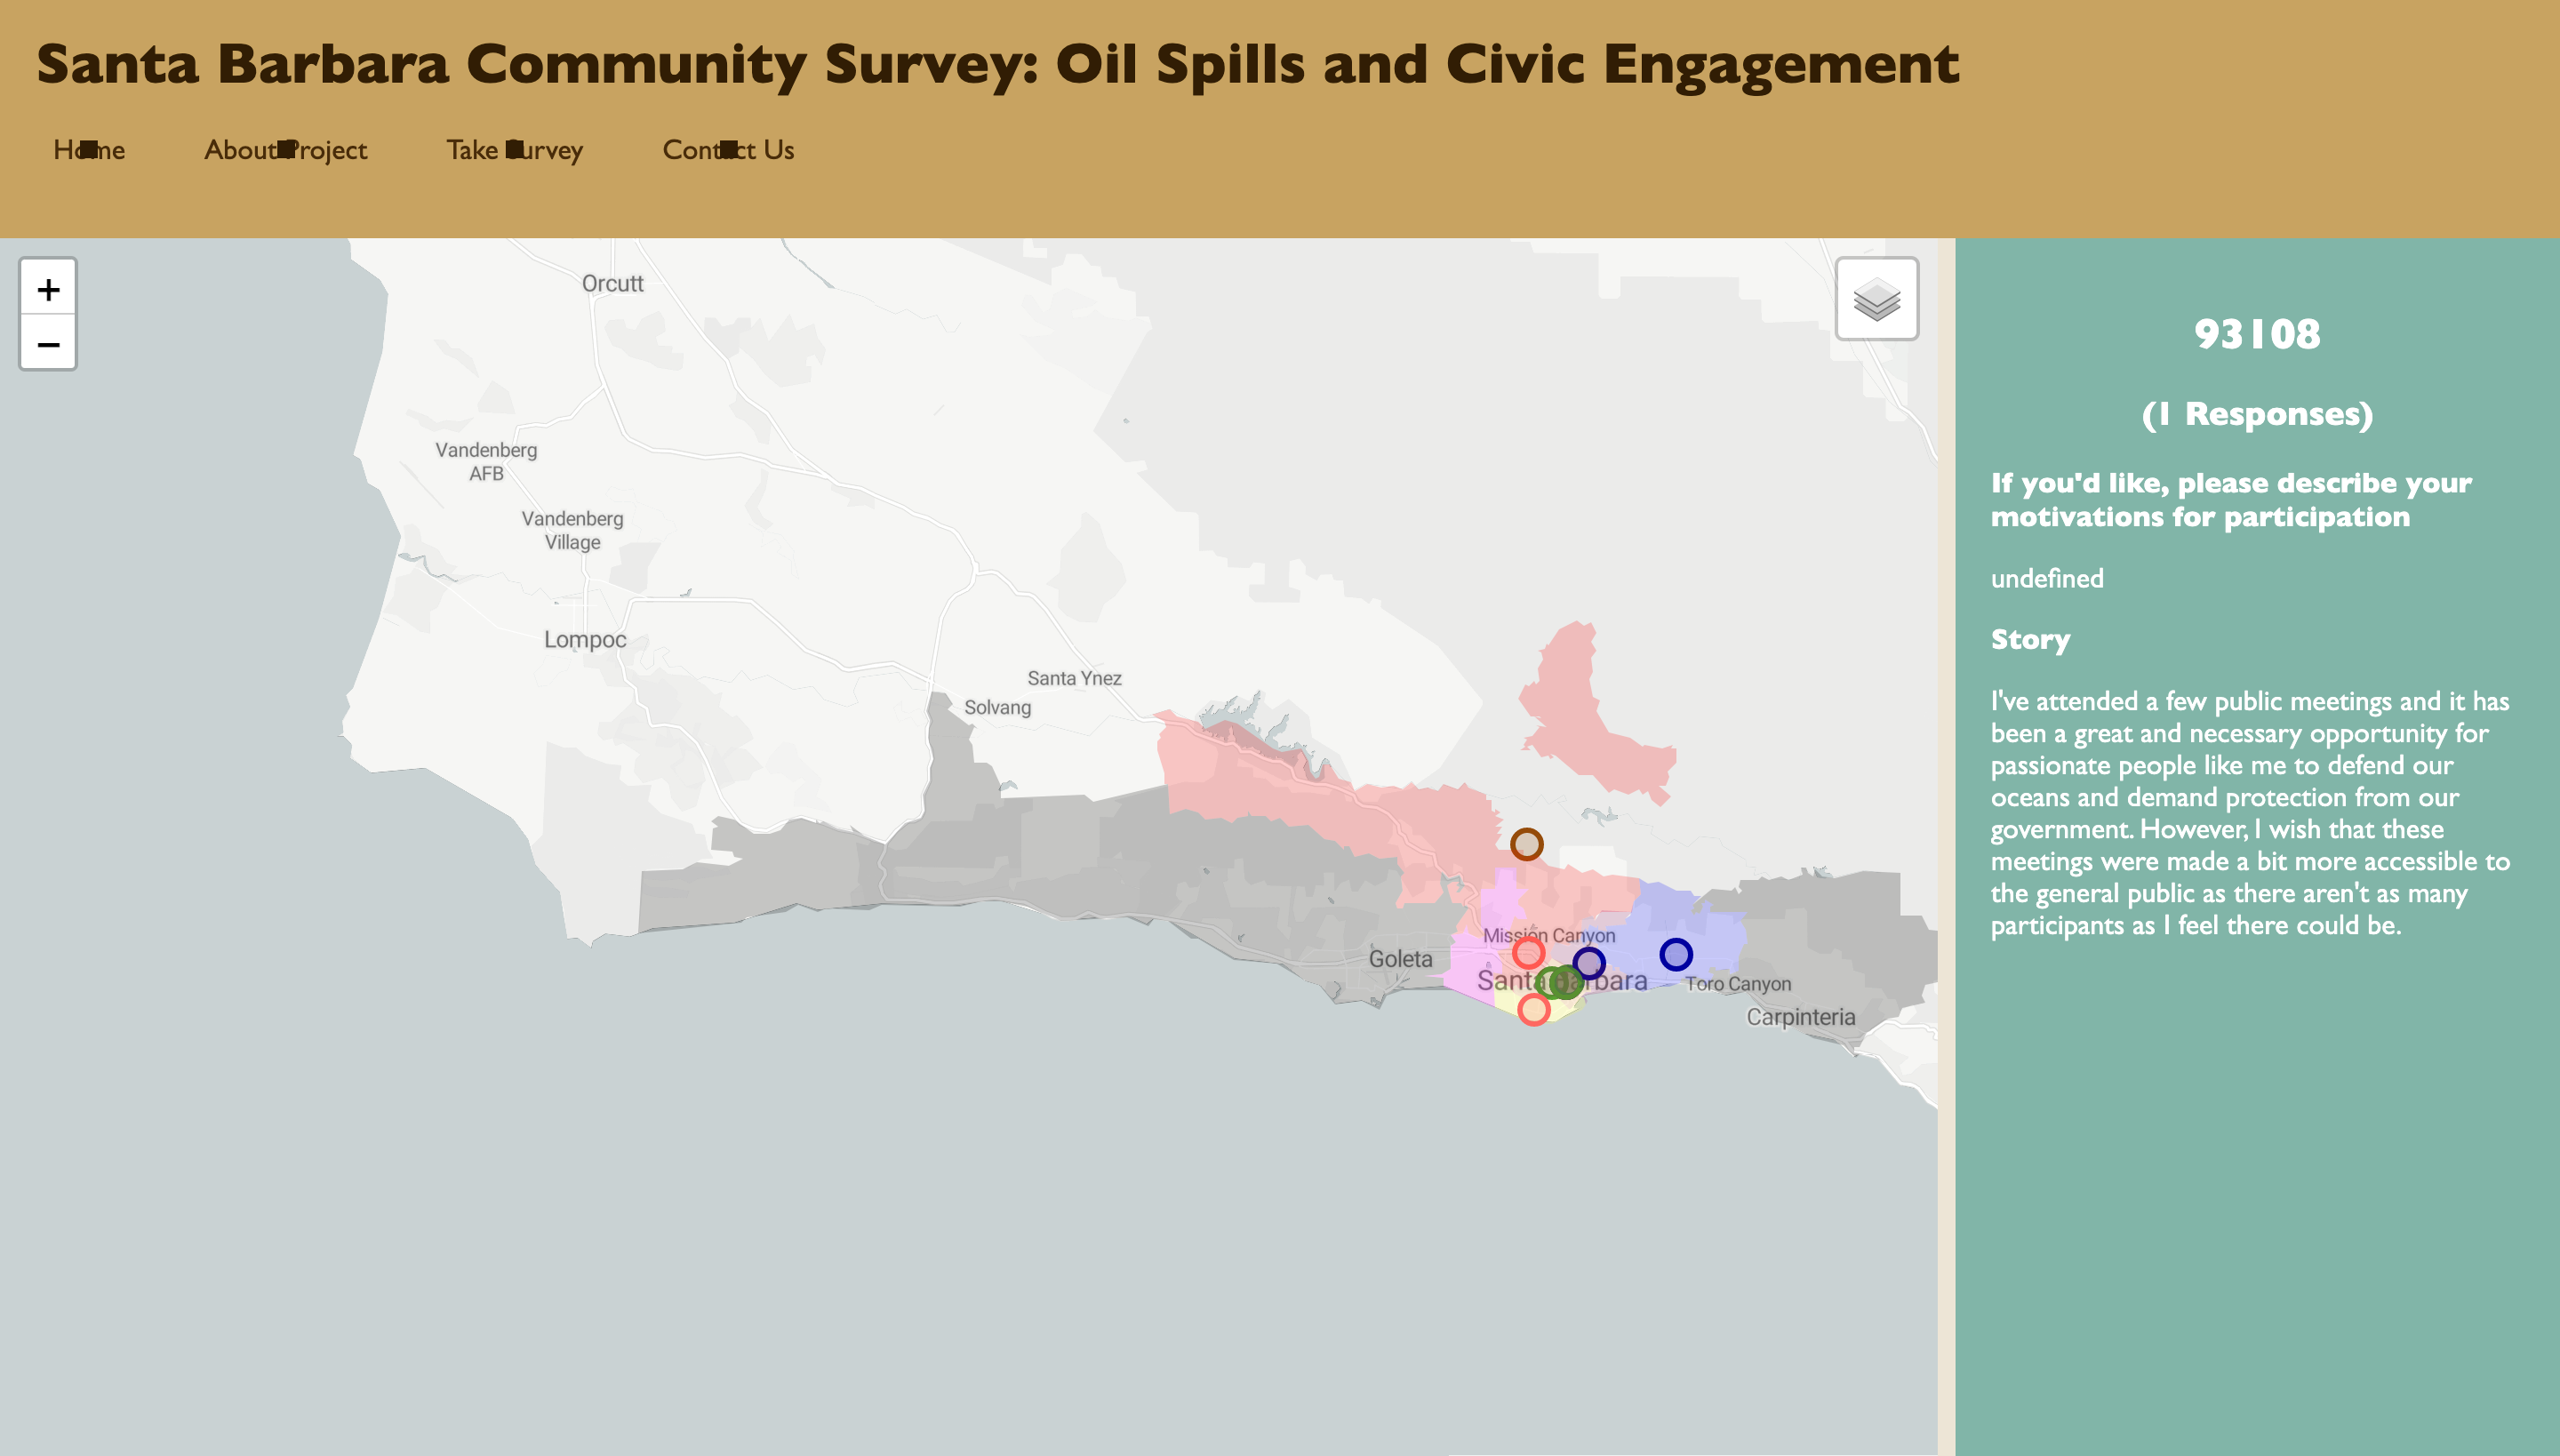 Santa Barbara Community Survey: Oil Spills and Civic Engagement
Home About Project Take Survey Contact Us
+
−
Orcutt
Vandenberg
AFB
Vandenberg
Village
Lompoc
Santa Ynez
Solvang
Mission Canyon
Goleta
Santa Barbara
Toro Canyon
Carpinteria
93108
(1 Responses)
If you'd like, please describe your
motivations for participation
undefined
Story
I've attended a few public meetings and it has
been a great and necessary opportunity for
passionate people like me to defend our
oceans and demand protection from our
government. However, I wish that these
meetings were made a bit more accessible to
the general public as there aren't as many
participants as I feel there could be.